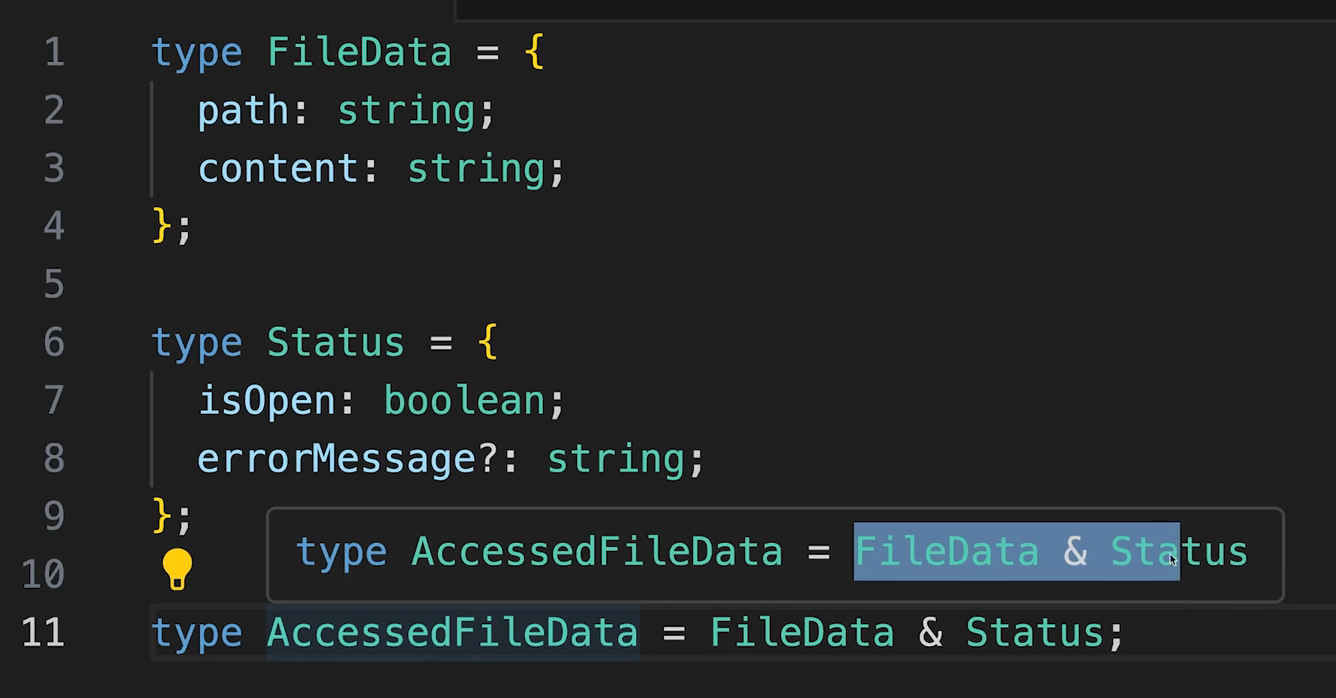 1 type FileData = {
2 path: string;
3 content: string;
4 };
5
6 type Status = {
7 isOpen: boolean;
8 errorMessage?: string;
9 };
type AccessedFileData = FileData & Status
10
11 type AccessedFileData = FileData & Status;